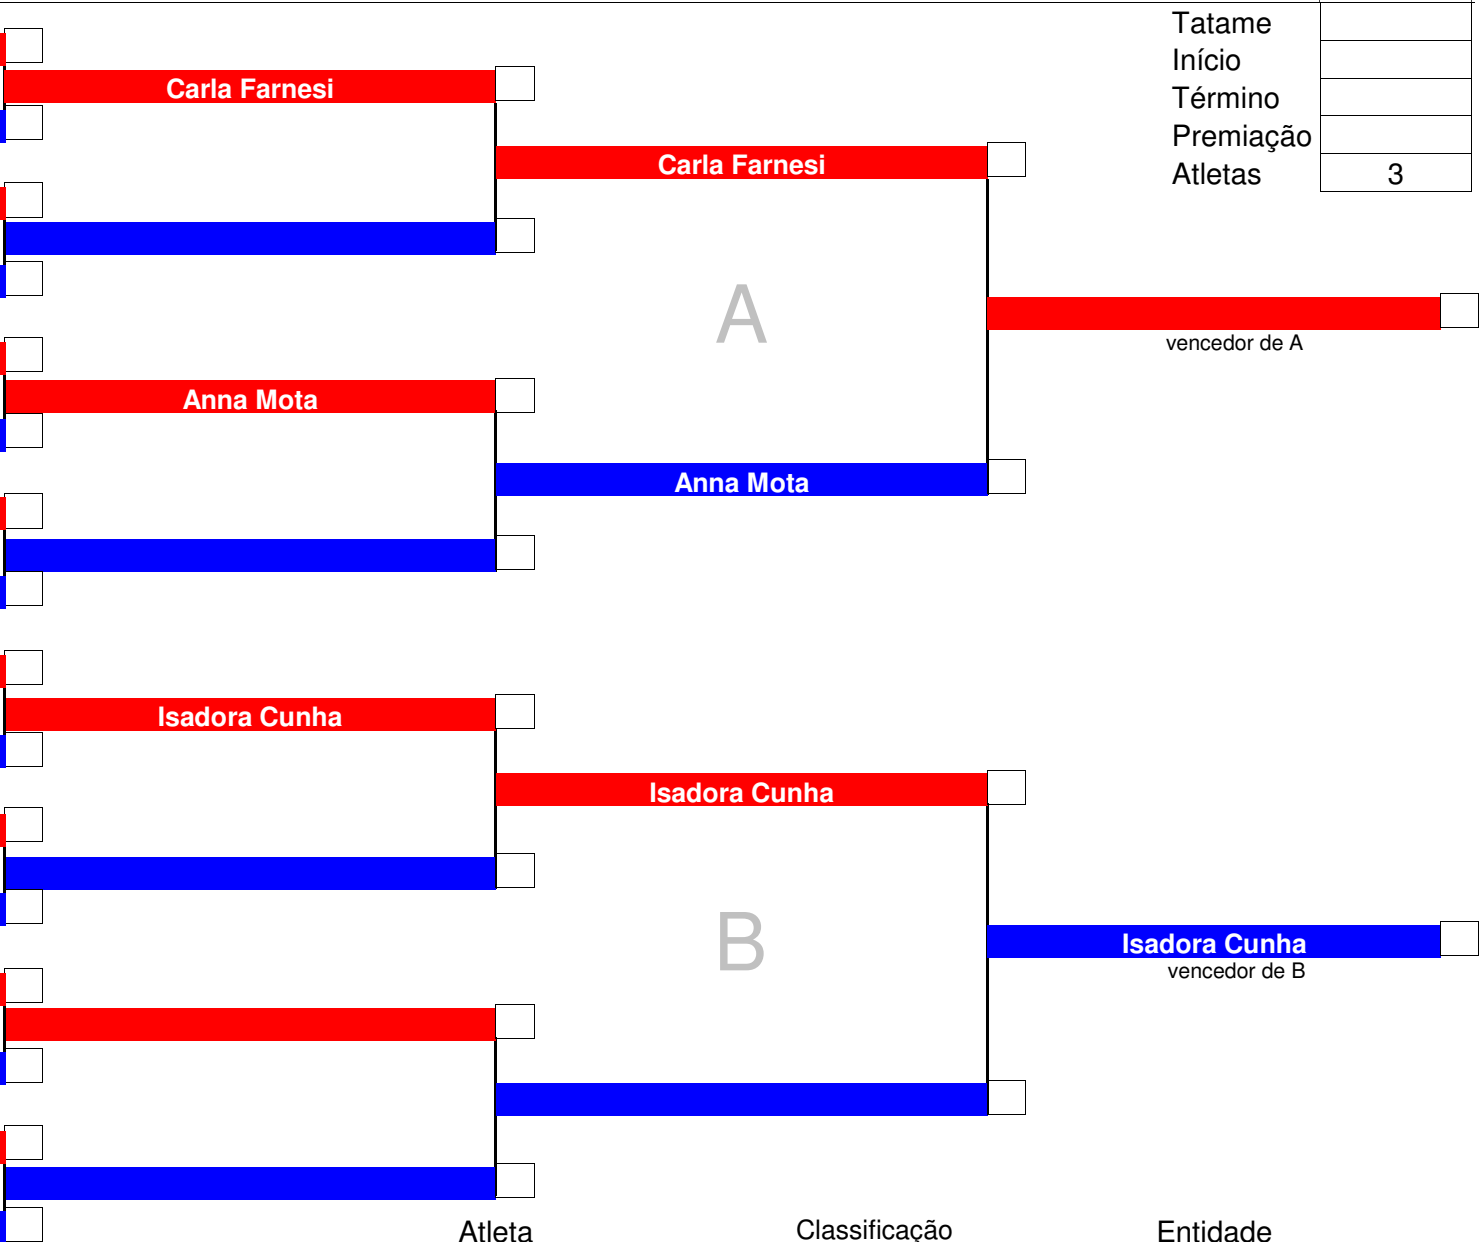 Tatame
Início
Término
Premiação
Atletas 3
Carla Farnesi
Carla Farnesi
A
vencedor de A
Anna Mota
Anna Mota
Isadora Cunha
Isadora Cunha
B
Isadora Cunha
vencedor de B
Atleta Classificação Entidade